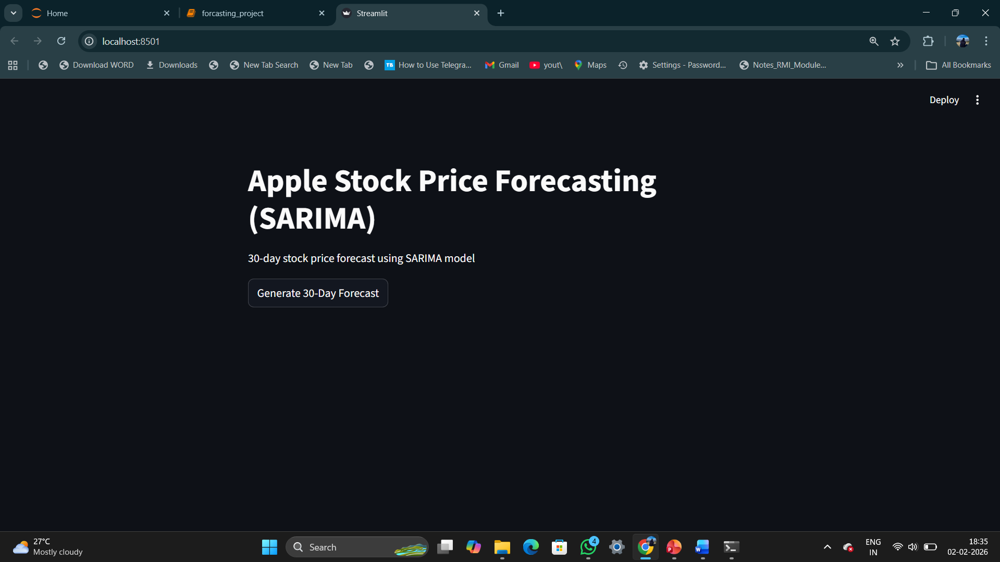 Home
forcasting_project
Streamlit
localhost:8501
Download WORD
Downloads
New Tab Search
New Tab
TB
How to Use Telegra...
Gmail
yout\
Maps
Settings - Password...
Notes_RMI_Module...
»
All Bookmarks
Deploy
Apple Stock Price Forecasting
(SARIMA)
30-day stock price forecast using SARIMA model
Generate 30-Day Forecast
27°C
Mostly cloudy
Search
4
P
W
ENG
IN
18:35
02-02-2026